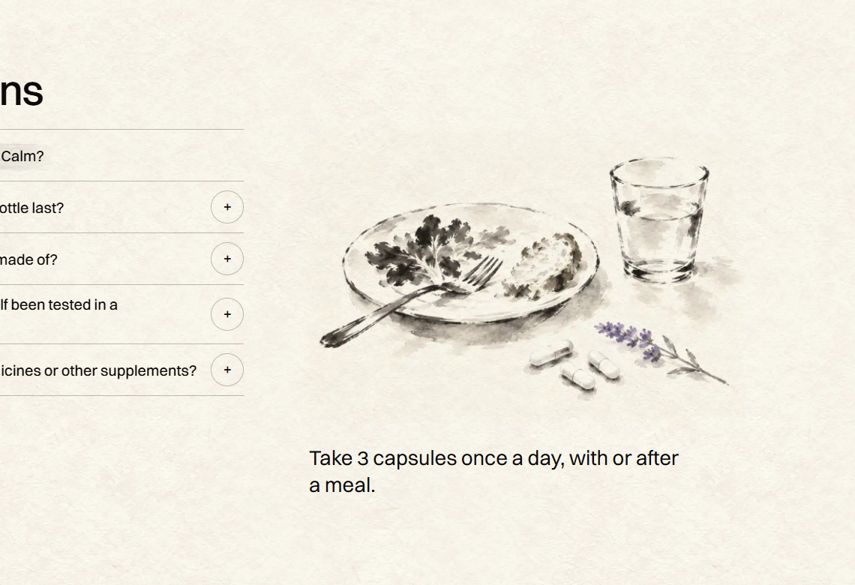 ns
Calm?
ottle last?
+
made of?
+
lf been tested in a
+
icines or other supplements?
+
Take 3 capsules once a day, with or after
a meal.